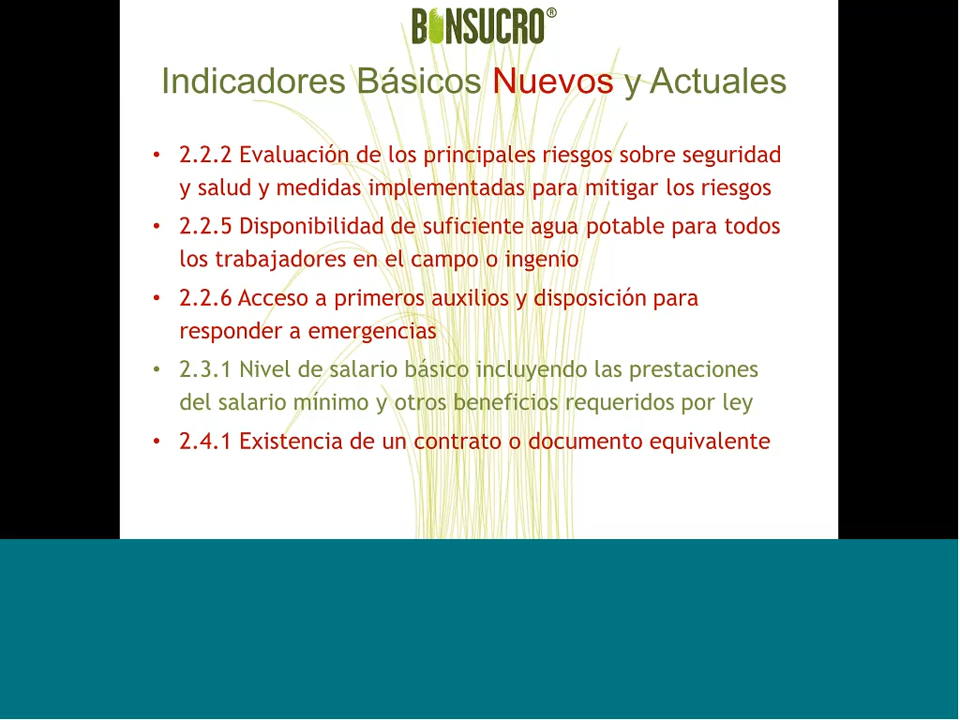 BONSUCRO®
Indicadores Básicos Nuevos y Actuales
• 2.2.2 Evaluación de los principales riesgos sobre seguridad
y salud y medidas implementadas para mitigar los riesgos
• 2.2.5 Disponibilidad de suficiente agua potable para todos
los trabajadores en el campo o ingenio
• 2.2.6 Acceso a primeros auxilios y disposición para
responder a emergencias
• 2.3.1 Nivel de salario básico incluyendo las prestaciones
del salario mínimo y otros beneficios requeridos por ley
• 2.4.1 Existencia de un contrato o documento equivalente